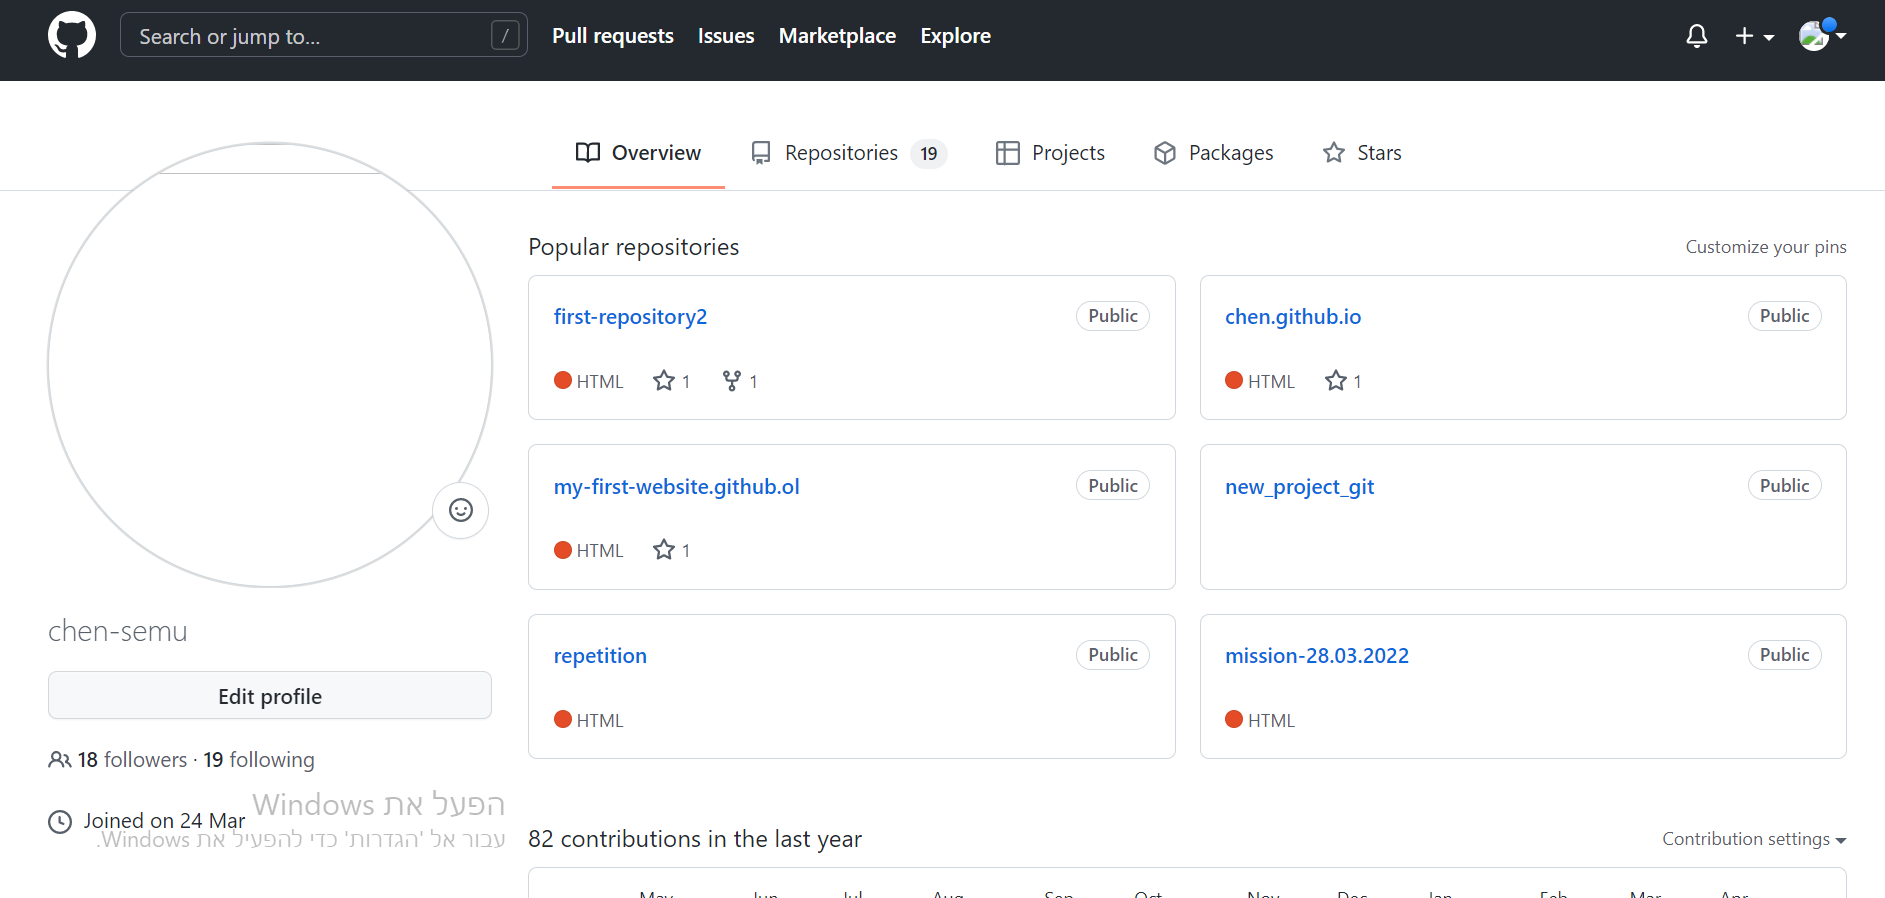 Search or jump to... /
Pull requests Issues Marketplace Explore
Overview Repositories 19 Projects Packages Stars
Popular repositories
Customize your pins
first-repository2 Public
HTML 1 1
chen.github.io Public
HTML 1
my-first-website.github.ol Public
HTML 1
new_project_git Public
repetition Public
HTML
mission-28.03.2022 Public
HTML
chen-semu
Edit profile
18 followers · 19 following
Joined on 24 Mar
הפעל את Windows
עבור אל 'הגדרות' כדי להפעיל את Windows.
82 contributions in the last year
Contribution settings
May Jun Jul Aug Sep Oct Nov Dec Jan Feb Mar Apr